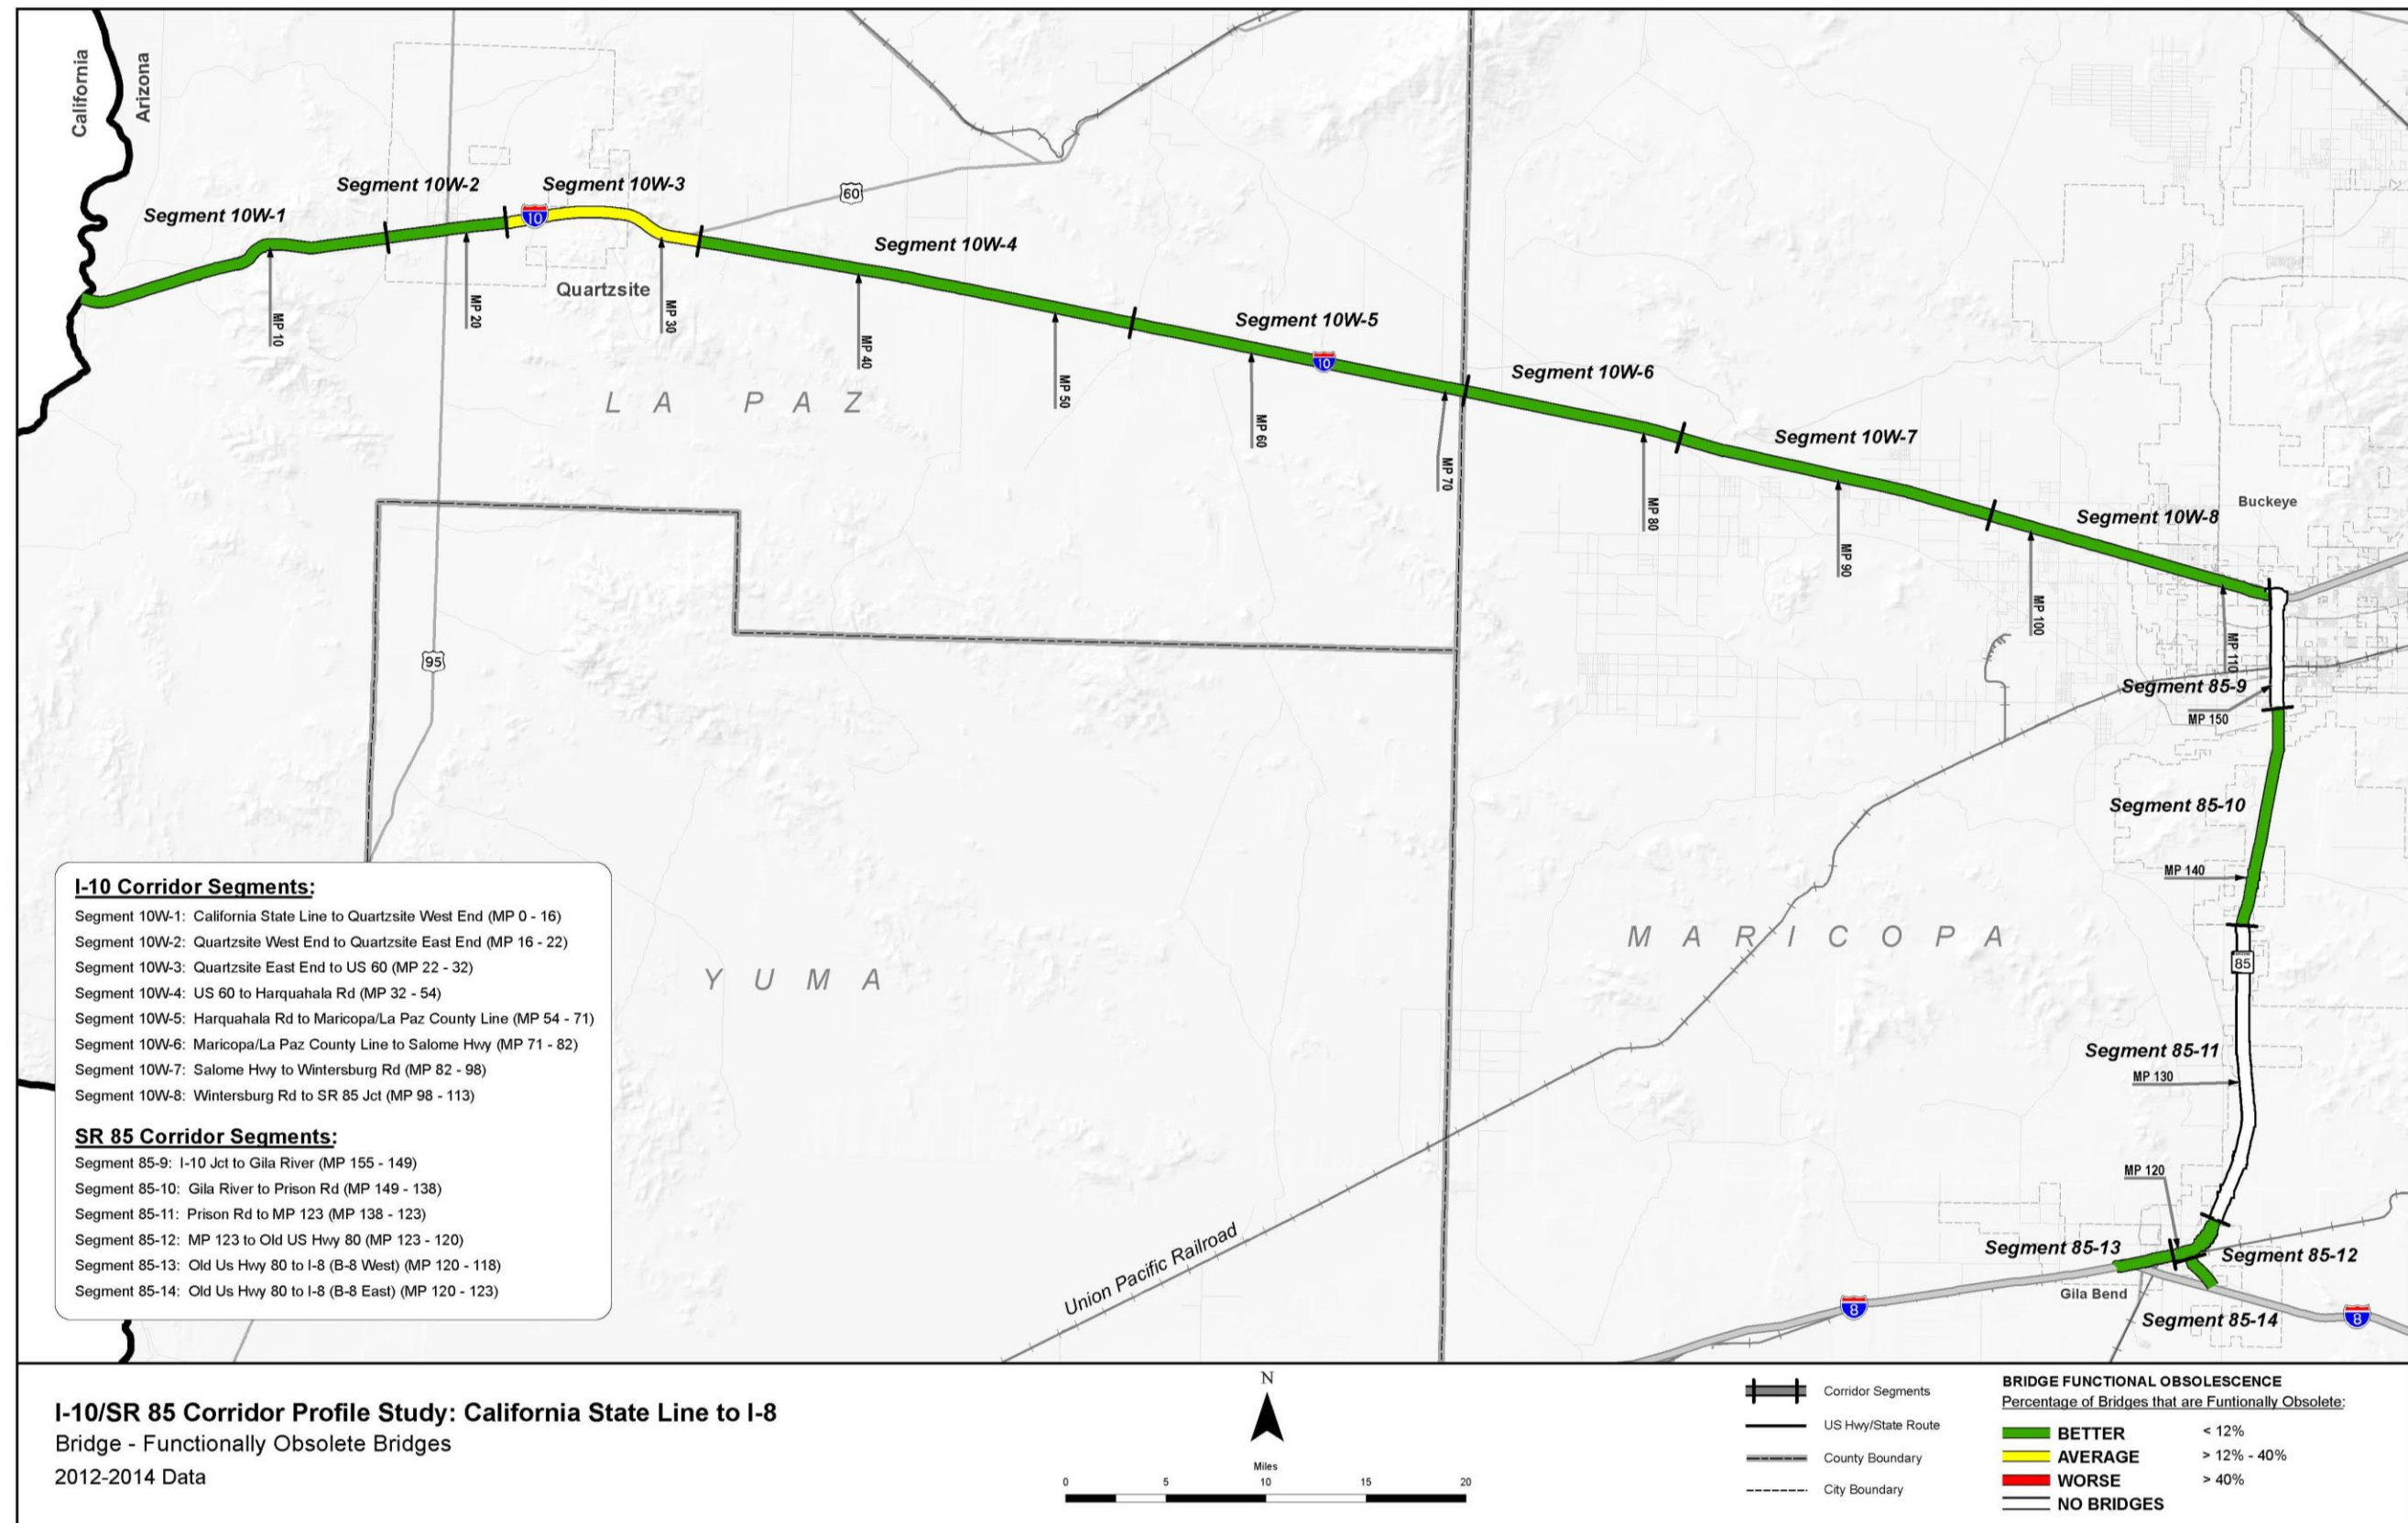 California
Arizona
Segment 10W-1
Segment 10W-2
Segment 10W-3
10
60
Segment 10W-4
Quartzsite
MP 10
MP 20
MP 30
MP 40
MP 50
LA PAZ
Segment 10W-5
10
MP 60
MP 70
Segment 10W-6
MP 80
Segment 10W-7
MP 90
Segment 10W-8
Buckeye
MP 100
MP 110
95
Segment 85-9
MP 150
Segment 85-10
MP 140
85
MARICOPA
YUMA
Segment 85-11
MP 130
MP 120
Segment 85-13
Segment 85-12
Gila Bend
Segment 85-14
8
8
Union Pacific Railroad
I-10 Corridor Segments:
Segment 10W-1: California State Line to Quartzsite West End (MP 0 - 16)
Segment 10W-2: Quartzsite West End to Quartzsite East End (MP 16 - 22)
Segment 10W-3: Quartzsite East End to US 60 (MP 22 - 32)
Segment 10W-4: US 60 to Harquahala Rd (MP 32 - 54)
Segment 10W-5: Harquahala Rd to Maricopa/La Paz County Line (MP 54 - 71)
Segment 10W-6: Maricopa/La Paz County Line to Salome Hwy (MP 71 - 82)
Segment 10W-7: Salome Hwy to Wintersburg Rd (MP 82 - 98)
Segment 10W-8: Wintersburg Rd to SR 85 Jct (MP 98 - 113)
SR 85 Corridor Segments:
Segment 85-9: I-10 Jct to Gila River (MP 155 - 149)
Segment 85-10: Gila River to Prison Rd (MP 149 - 138)
Segment 85-11: Prison Rd to MP 123 (MP 138 - 123)
Segment 85-12: MP 123 to Old US Hwy 80 (MP 123 - 120)
Segment 85-13: Old Us Hwy 80 to I-8 (B-8 West) (MP 120 - 118)
Segment 85-14: Old Us Hwy 80 to I-8 (B-8 East) (MP 120 - 123)
I-10/SR 85 Corridor Profile Study: California State Line to I-8
Bridge - Functionally Obsolete Bridges
2012-2014 Data
N
Miles
0 5 10 15 20
Corridor Segments
US Hwy/State Route
County Boundary
City Boundary
BRIDGE FUNCTIONAL OBSOLESCENCE
Percentage of Bridges that are Funtionally Obsolete:
BETTER < 12%
AVERAGE > 12% - 40%
WORSE > 40%
NO BRIDGES